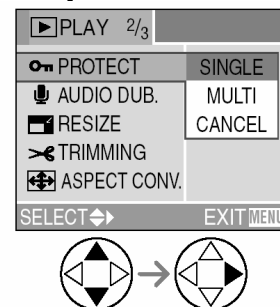 PLAY 2/3
PROTECT SINGLE
AUDIO DUB. MULTI
RESIZE CANCEL
TRIMMING
ASPECT CONV.
SELECT EXIT MENU